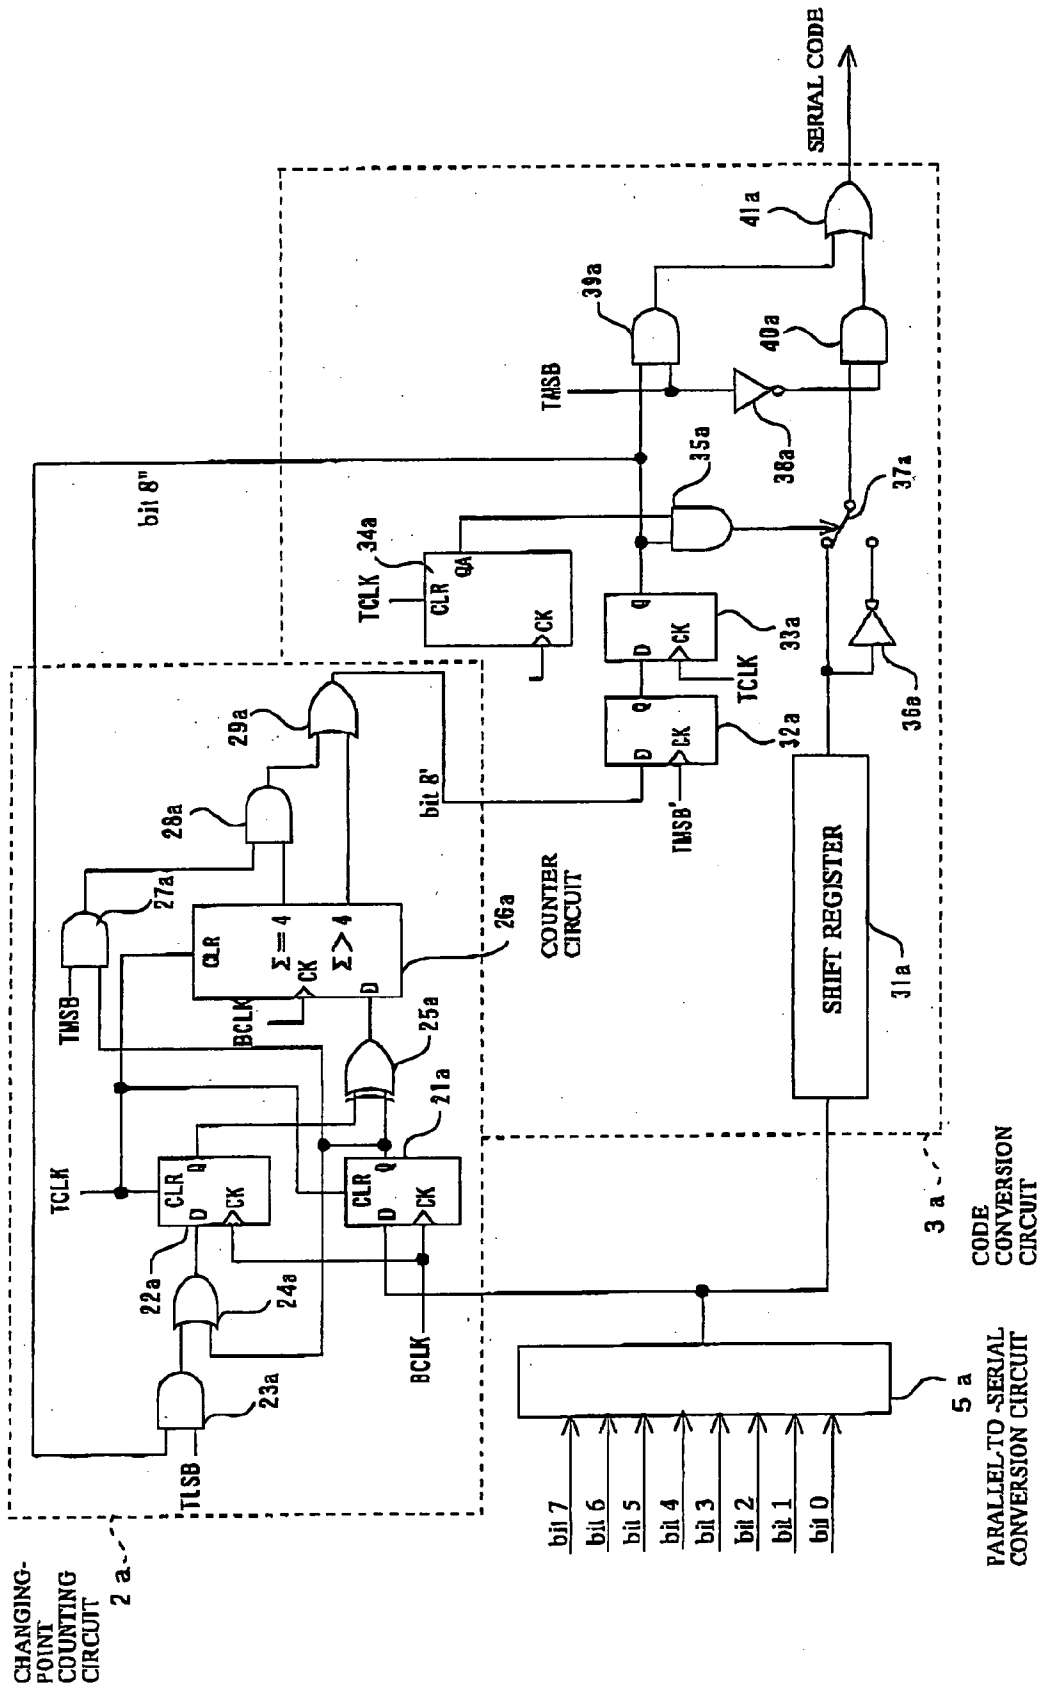 CHANGING-
POINT
COUNTING
CIRCUIT
2 a
TLSB
23a
24a
22a
TCLK
CLR
D
Q
CK
21a
CLR
D
Q
CK
BCLK
25a
TMSB
27a
BCLK
CLR
Σ=4
CK
Σ>4
D
26a
COUNTER
CIRCUIT
28a
29a
bit 8'
bit 8"
TCLK
34a
CLR
QA
CK
TMSB'
D
Q
CK
32a
TCLK
D
Q
CK
33a
35a
TMSB
38a
39a
40a
41a
SERIAL CODE
37a
36a
SHIFT REGISTER
31a
3 a
CODE
CONVERSION
CIRCUIT
bit 7
bit 6
bit 5
bit 4
bit 3
bit 2
bit 1
bit 0
5 a
PARALLEL-TO-SERIAL
CONVERSION CIRCUIT